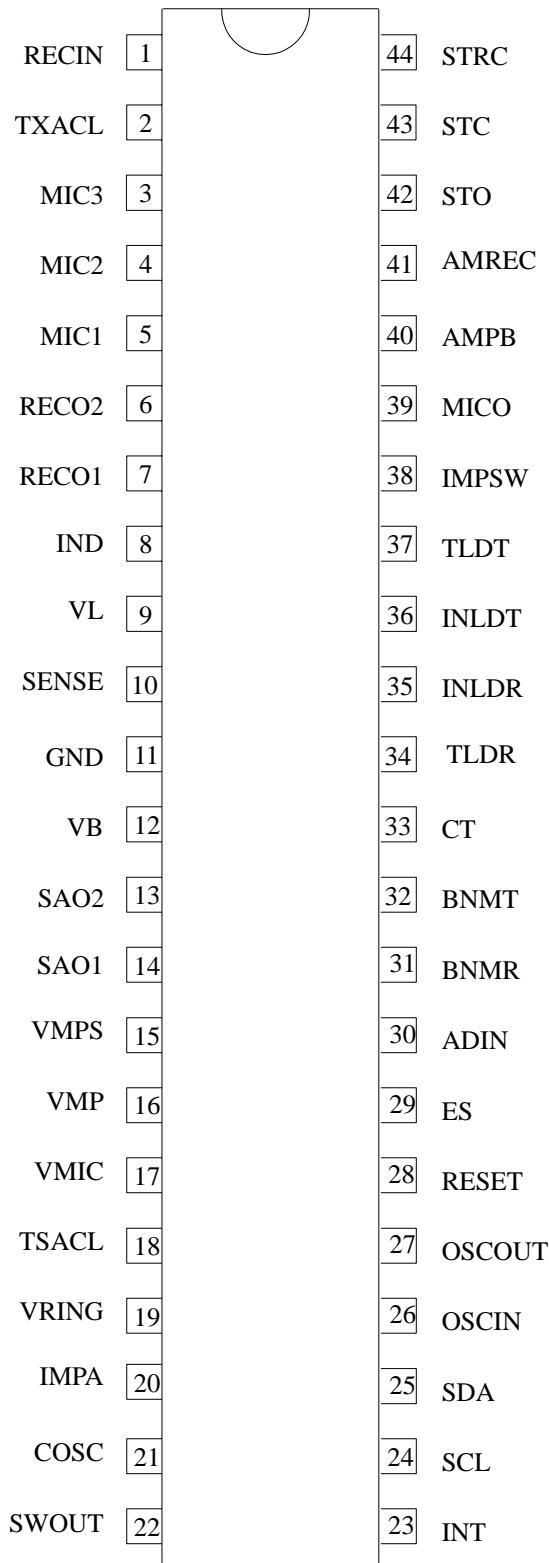 RECIN 1 44 STRC
TXACL 2 43 STC
MIC3 3 42 STO
MIC2 4 41 AMREC
MIC1 5 40 AMPB
RECO2 6 39 MICO
RECO1 7 38 IMPSW
IND 8 37 TLDT
VL 9 36 INLDT
SENSE 10 35 INLDR
GND 11 34 TLDR
VB 12 33 CT
SAO2 13 32 BNMT
SAO1 14 31 BNMR
VMPS 15 30 ADIN
VMP 16 29 ES
VMIC 17 28 RESET
TSACL 18 27 OSCOUT
VRING 19 26 OSCIN
IMPA 20 25 SDA
COSC 21 24 SCL
SWOUT 22 23 INT